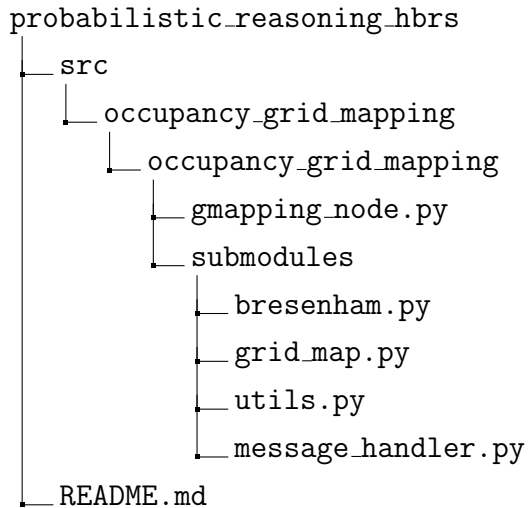 probabilistic_reasoning_hbrs
src
occupancy_grid_mapping
occupancy_grid_mapping
gmapping_node.py
submodules
bresenham.py
grid_map.py
utils.py
message_handler.py
README.md